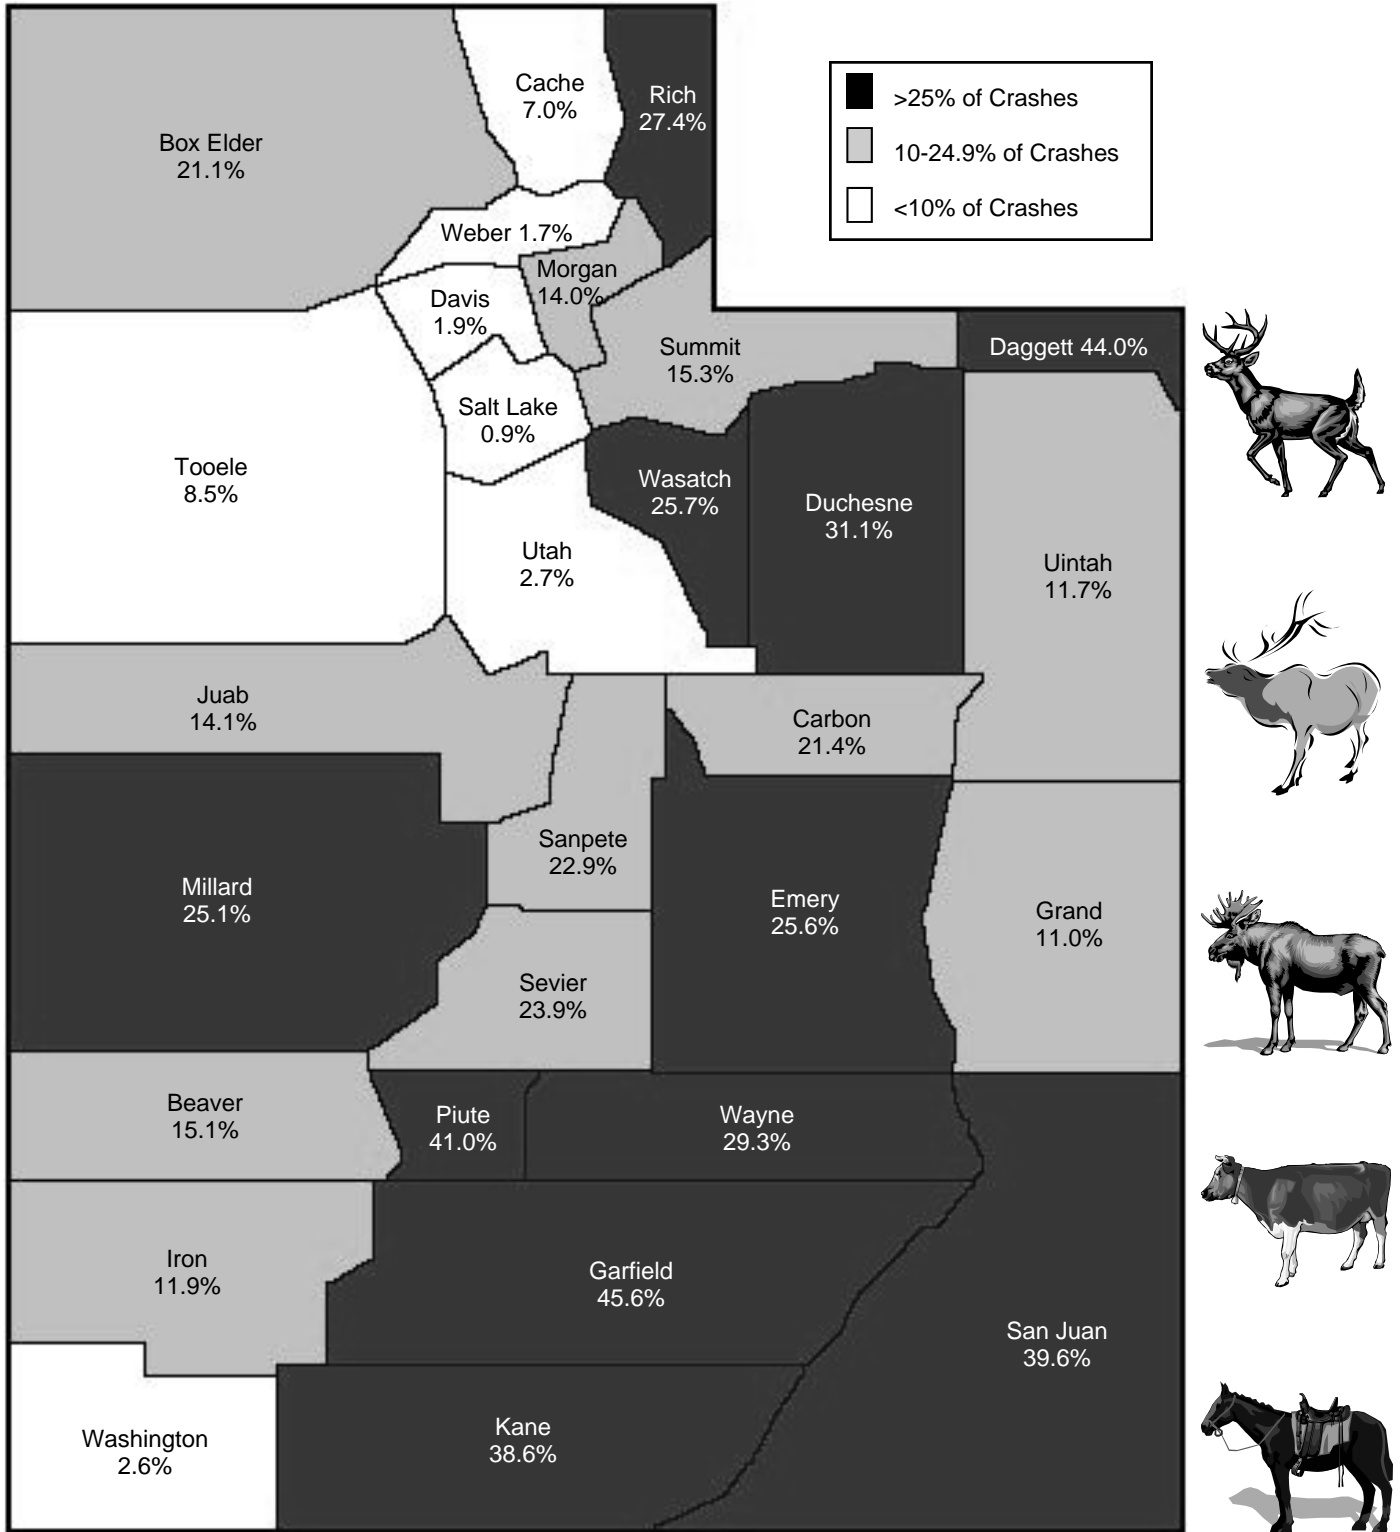 Cache
7.0%
Rich
27.4%
>25% of Crashes
10-24.9% of Crashes
<10% of Crashes
Box Elder
21.1%
Weber 1.7%
Morgan
14.0%
Davis
1.9%
Summit
15.3%
Daggett 44.0%
Salt Lake
0.9%
Tooele
8.5%
Wasatch
25.7%
Duchesne
31.1%
Utah
2.7%
Uintah
11.7%
Juab
14.1%
Carbon
21.4%
Sanpete
22.9%
Millard
25.1%
Emery
25.6%
Grand
11.0%
Sevier
23.9%
Beaver
15.1%
Piute
41.0%
Wayne
29.3%
Iron
11.9%
Garfield
45.6%
San Juan
39.6%
Washington
2.6%
Kane
38.6%